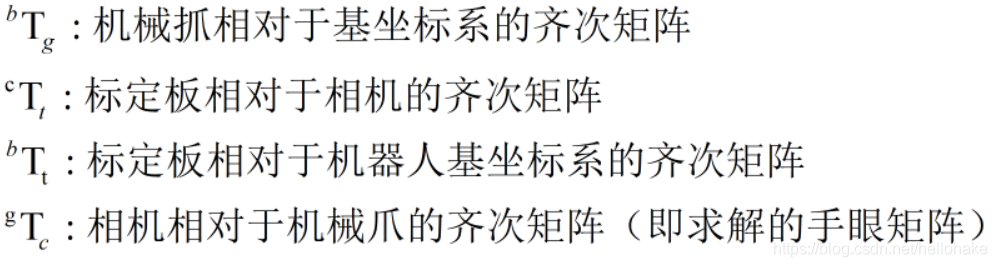 ᵇT_g：机械抓相对于基坐标系的齐次矩阵
ᶜT_t：标定板相对于相机的齐次矩阵
ᵇT_t：标定板相对于机器人基坐标系的齐次矩阵
ᵍT_c：相机相对于机械爪的齐次矩阵（即求解的手眼矩阵）
https://blog.csdn.net/hellohake